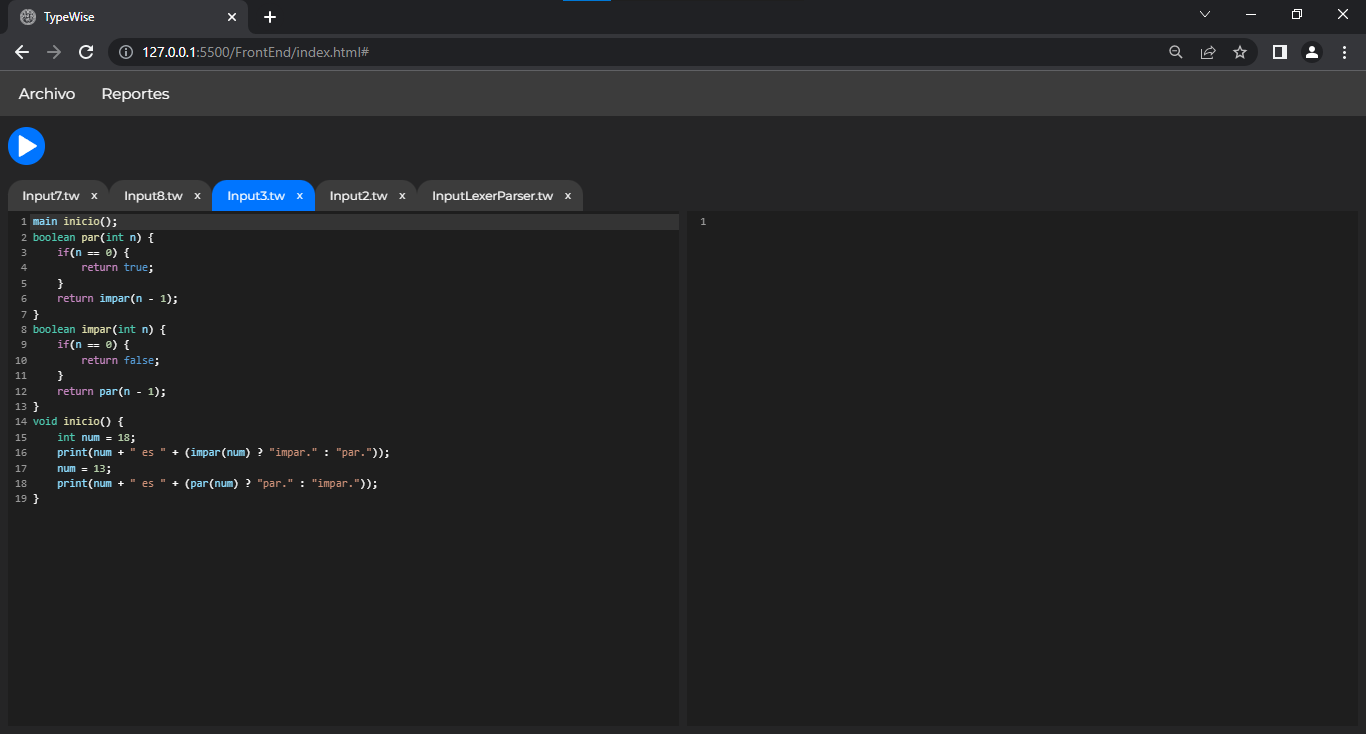 TypeWise
127.0.0.1:5500/FrontEnd/index.html#
Archivo Reportes
Input7.tw x Input8.tw x Input3.tw x Input2.tw x InputLexerParser.tw x
1 main inicio();
2 boolean par(int n) {
3     if(n == 0) {
4         return true;
5     }
6     return impar(n - 1);
7 }
8 boolean impar(int n) {
9     if(n == 0) {
10         return false;
11     }
12     return par(n - 1);
13 }
14 void inicio() {
15     int num = 18;
16     print(num + " es " + (impar(num) ? "impar." : "par."));
17     num = 13;
18     print(num + " es " + (par(num) ? "par." : "impar."));
19 }
1